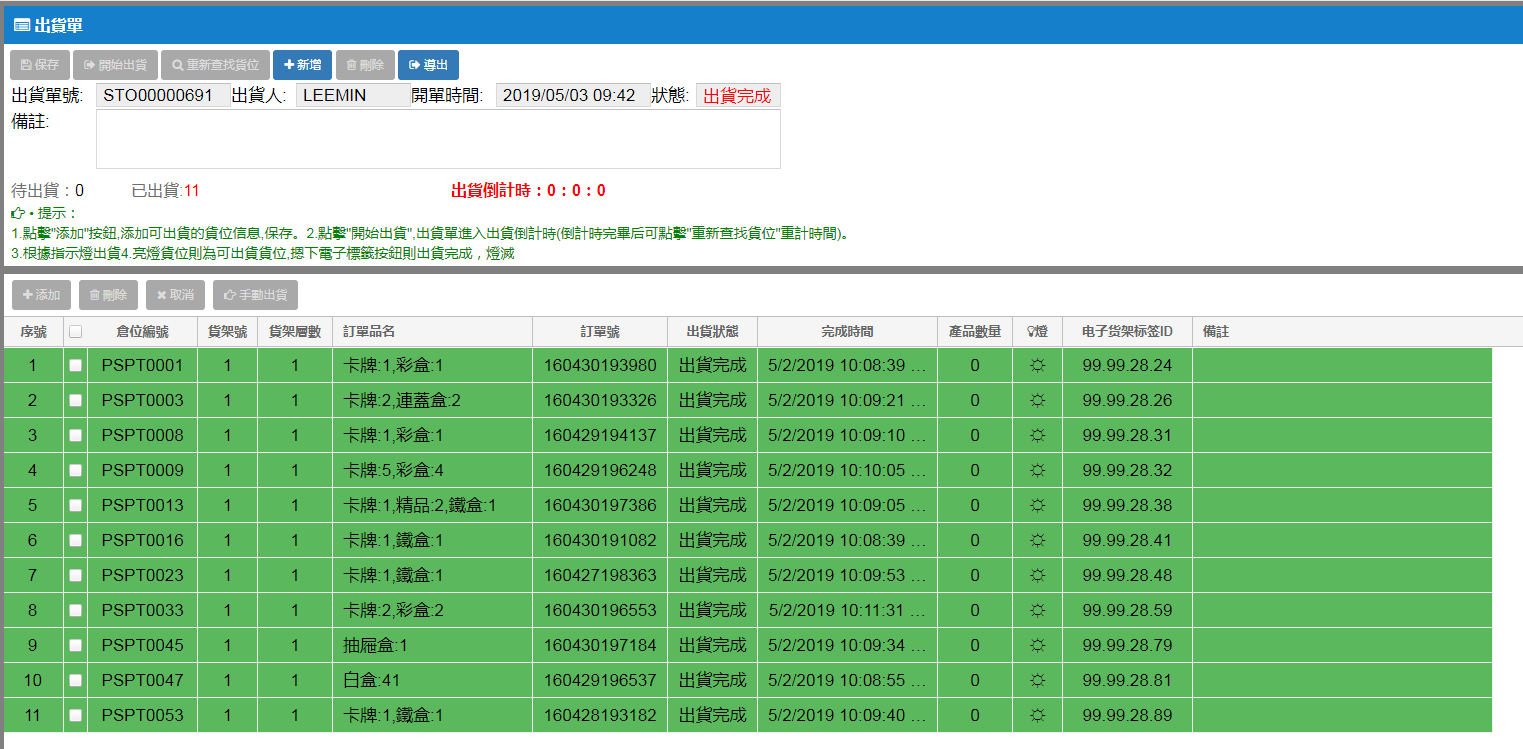 出貨單
保存 開始出貨 重新查找貨位 新增 刪除 導出
出貨單號: STO00000691 出貨人: LEEMIN 開單時間: 2019/05/03 09:42 狀態: 出貨完成
備註:
待出貨：0 已出貨:11 出貨倒計時：0：0：0
• 提示：
1.點擊"添加"按鈕,添加可出貨的貨位信息,保存。2.點擊"開始出貨",出貨單進入出貨倒計時(倒計時完畢后可點擊"重新查找貨位"重計時間)。
3.根據指示燈出貨4.亮燈貨位則為可出貨貨位,摁下電子標籤按鈕則出貨完成，燈滅
添加 刪除 取消 手動出貨
序號 倉位編號 貨架號 貨架層數 訂單品名 訂單號 出貨狀態 完成時間 產品數量 燈 电子货架标签ID 備註
1 PSPT0001 1 1 卡牌:1,彩盒:1 160430193980 出貨完成 5/2/2019 10:08:39 ... 0 99.99.28.24
2 PSPT0003 1 1 卡牌:2,連蓋盒:2 160430193326 出貨完成 5/2/2019 10:09:21 ... 0 99.99.28.26
3 PSPT0008 1 1 卡牌:1,彩盒:1 160429194137 出貨完成 5/2/2019 10:09:10 ... 0 99.99.28.31
4 PSPT0009 1 1 卡牌:5,彩盒:4 160429196248 出貨完成 5/2/2019 10:10:05 ... 0 99.99.28.32
5 PSPT0013 1 1 卡牌:1,精品:2,鐵盒:1 160430197386 出貨完成 5/2/2019 10:09:05 ... 0 99.99.28.38
6 PSPT0016 1 1 卡牌:1,鐵盒:1 160430191082 出貨完成 5/2/2019 10:08:39 ... 0 99.99.28.41
7 PSPT0023 1 1 卡牌:1,鐵盒:1 160427198363 出貨完成 5/2/2019 10:09:53 ... 0 99.99.28.48
8 PSPT0033 1 1 卡牌:2,彩盒:2 160430196553 出貨完成 5/2/2019 10:11:31 ... 0 99.99.28.59
9 PSPT0045 1 1 抽屜盒:1 160430197184 出貨完成 5/2/2019 10:09:34 ... 0 99.99.28.79
10 PSPT0047 1 1 白盒:41 160429196537 出貨完成 5/2/2019 10:08:55 ... 0 99.99.28.81
11 PSPT0053 1 1 卡牌:1,鐵盒:1 160428193182 出貨完成 5/2/2019 10:09:40 ... 0 99.99.28.89